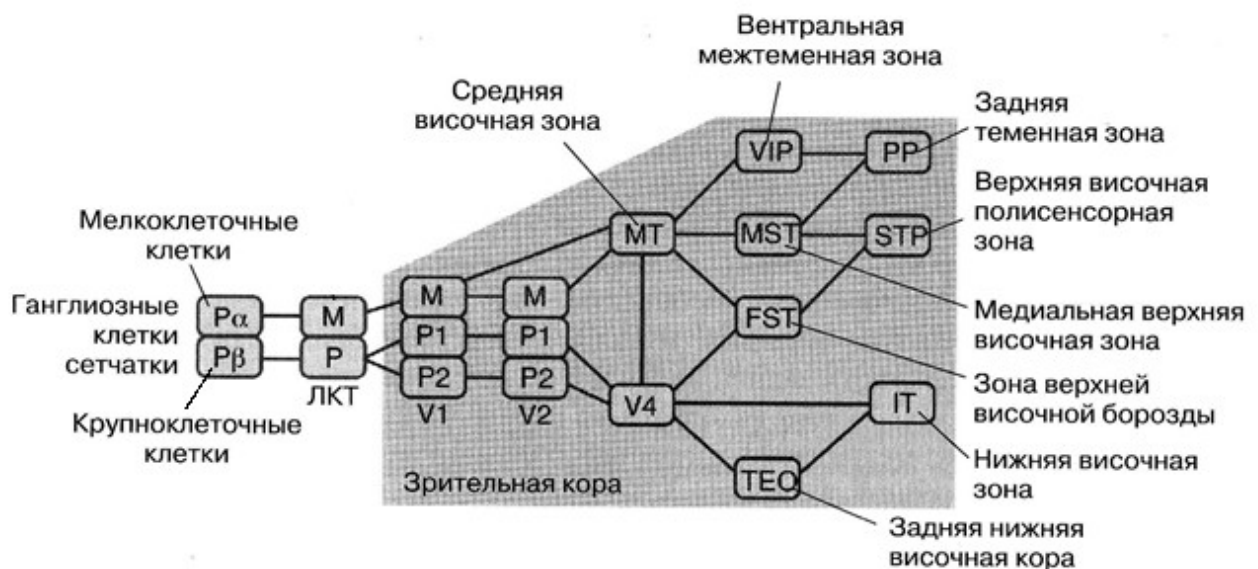 Вентральная
межтеменная зона
Средняя
височная зона
Задняя
теменная зона
VIP
PP
Верхняя височная
полисенсорная
зона
Мелкоклеточные
клетки
MT
MST
STP
Ганглиозные
клетки
сетчатки
Pα
M
M
M
Pβ
P
P1
P1
FST
Медиальная верхняя
височная зона
ЛКТ
P2
P2
V4
IT
V1
V2
Зона верхней
височной борозды
Крупноклеточные
клетки
Зрительная кора
TEO
Нижняя височная
зона
Задняя нижняя
височная кора